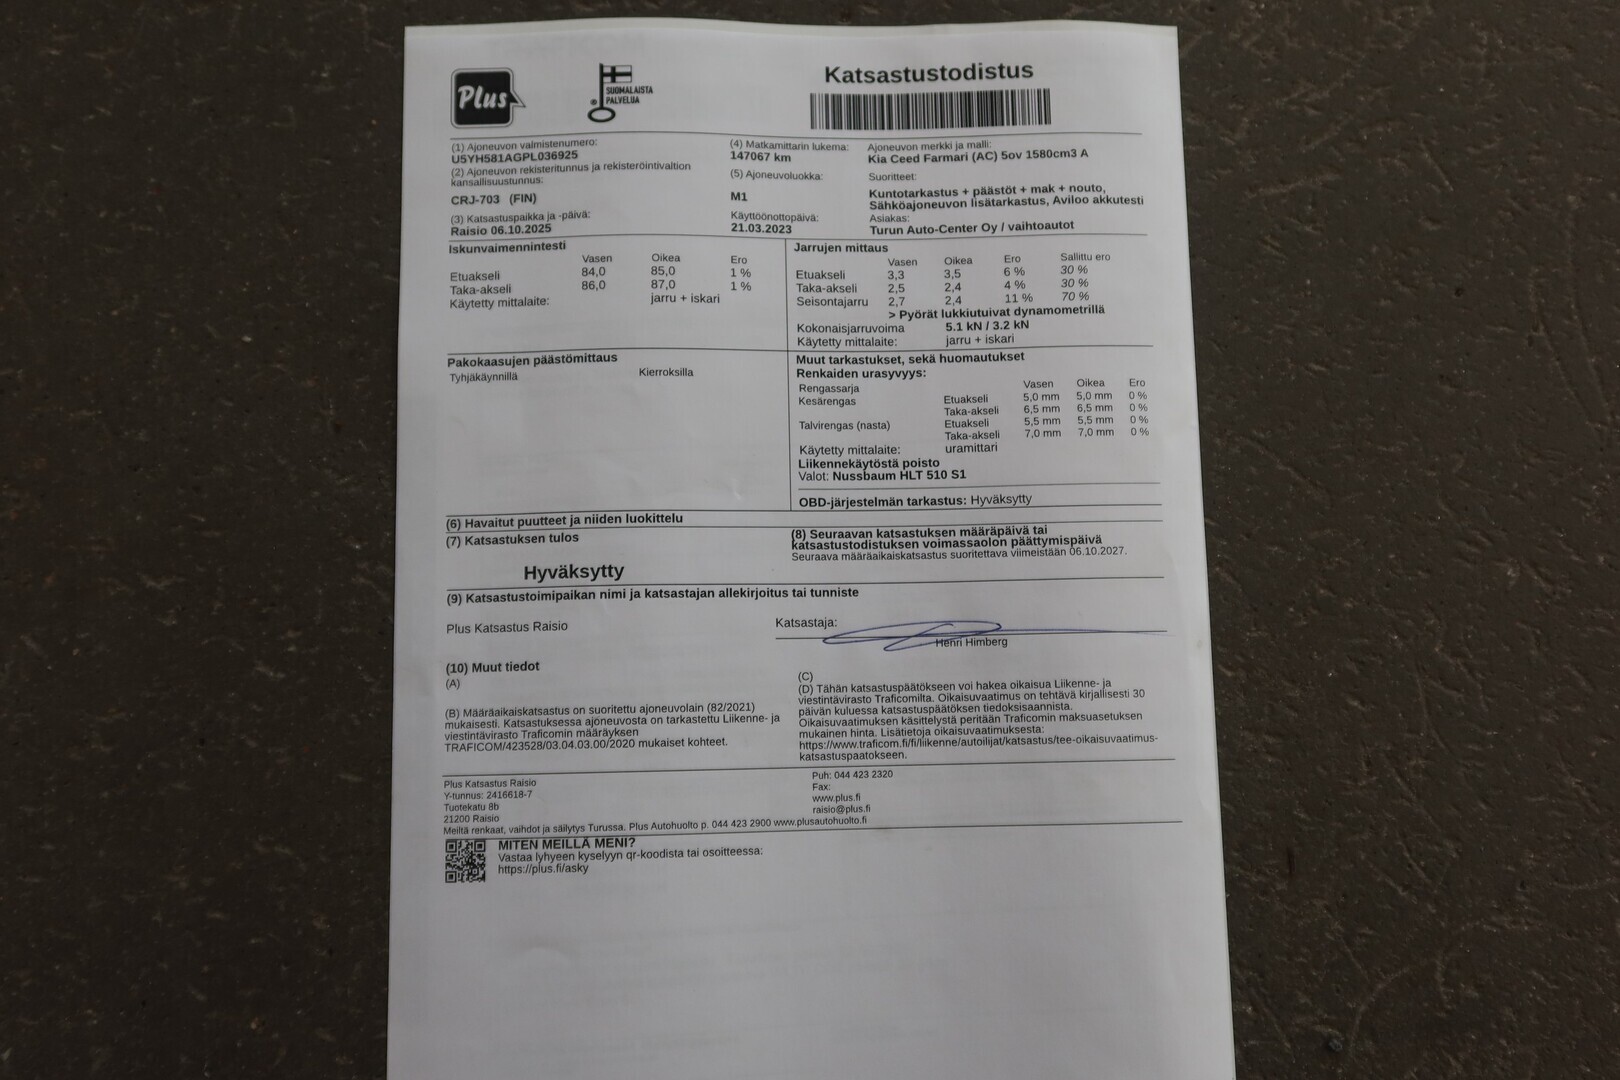 Plus
SUOMALAISTA
PALVELUA
Katsastustodistus
(1) Ajoneuvon valmistenumero:
U5YH581AGPL036925
(2) Ajoneuvon rekisteritunnus ja rekisteröintivaltion
kansallisuustunnus:
CRJ-703 (FIN)
(3) Katsastuspaikka ja -päivä:
Raisio 06.10.2025
(4) Matkamittarin lukema:
147067 km
(5) Ajoneuvoluokka:
M1
Käyttöönottopäivä:
21.03.2023
Ajoneuvon merkki ja malli:
Kia Ceed Farmari (AC) 5ov 1580cm3 A
Suoritteet:
Kuntotarkastus + päästöt + mak + nouto,
Sähköajoneuvon lisätarkastus, Aviloo akkutesti
Asiakas:
Turun Auto-Center Oy / vaihtoautot
Iskunvaimennintesti
Vasen Oikea Ero
Etuakseli 84,0 85,0 1 %
Taka-akseli 86,0 87,0 1 %
Käytetty mittalaite: jarru + iskari
Jarrujen mittaus
Vasen Oikea Ero Sallittu ero
Etuakseli 3,3 3,5 6 % 30 %
Taka-akseli 2,5 2,4 4 % 30 %
Seisontajarru 2,7 2,4 11 % 70 %
> Pyörät lukkiutuivat dynamometrillä
Kokonaisjarruvoima 5.1 kN / 3.2 kN
Käytetty mittalaite: jarru + iskari
Pakokaasujen päästömittaus
Tyhjäkäynnillä Kierroksilla
Muut tarkastukset, sekä huomautukset
Renkaiden urasyvyys:
Rengassarja Vasen Oikea Ero
Kesärengas Etuakseli 5,0 mm 5,0 mm 0 %
Taka-akseli 6,5 mm 6,5 mm 0 %
Talvirengas (nasta) Etuakseli 5,5 mm 5,5 mm 0 %
Taka-akseli 7,0 mm 7,0 mm 0 %
Käytetty mittalaite: uramittari
Liikennekäytöstä poisto
Valot: Nussbaum HLT 510 S1
OBD-järjestelmän tarkastus: Hyväksytty
(6) Havaitut puutteet ja niiden luokittelu
(7) Katsastuksen tulos
Hyväksytty
(8) Seuraavan katsastuksen määräpäivä tai
katsastustodistuksen voimassaolon päättymispäivä
Seuraava määräaikaiskatsastus suoritettava viimeistään 06.10.2027.
(9) Katsastustoimipaikan nimi ja katsastajan allekirjoitus tai tunniste
Plus Katsastus Raisio
Katsastaja:
Henri Himberg
(10) Muut tiedot
(A)
(B) Määräaikaiskatsastus on suoritettu ajoneuvolain (82/2021)
mukaisesti. Katsastuksessa ajoneuvosta on tarkastettu Liikenne- ja
viestintävirasto Traficomin määräyksen
TRAFICOM/423528/03.04.03.00/2020 mukaiset kohteet.
(C)
(D) Tähän katsastuspäätökseen voi hakea oikaisua Liikenne- ja
viestintävirasto Traficomilta. Oikaisuvaatimus on tehtävä kirjallisesti 30
päivän kuluessa katsastuspäätöksen tiedoksisaannista.
Oikaisuvaatimuksen käsittelystä peritään Traficomin maksuasetuksen
mukainen hinta. Lisätietoja oikaisuvaatimuksesta:
https://www.traficom.fi/fi/liikenne/autoilijat/katsastus/tee-oikaisuvaatimus-
katsastuspaatokseen.
Plus Katsastus Raisio
Y-tunnus: 2416618-7
Tuotekatu 8b
21200 Raisio
Puh: 044 423 2320
Fax:
www.plus.fi
raisio@plus.fi
Meiltä renkaat, vaihdot ja säilytys Turussa. Plus Autohuolto p. 044 423 2900 www.plusautohuolto.fi
MITEN MEILLÄ MENI?
Vastaa lyhyeen kyselyyn qr-koodista tai osoitteessa:
https://plus.fi/asky